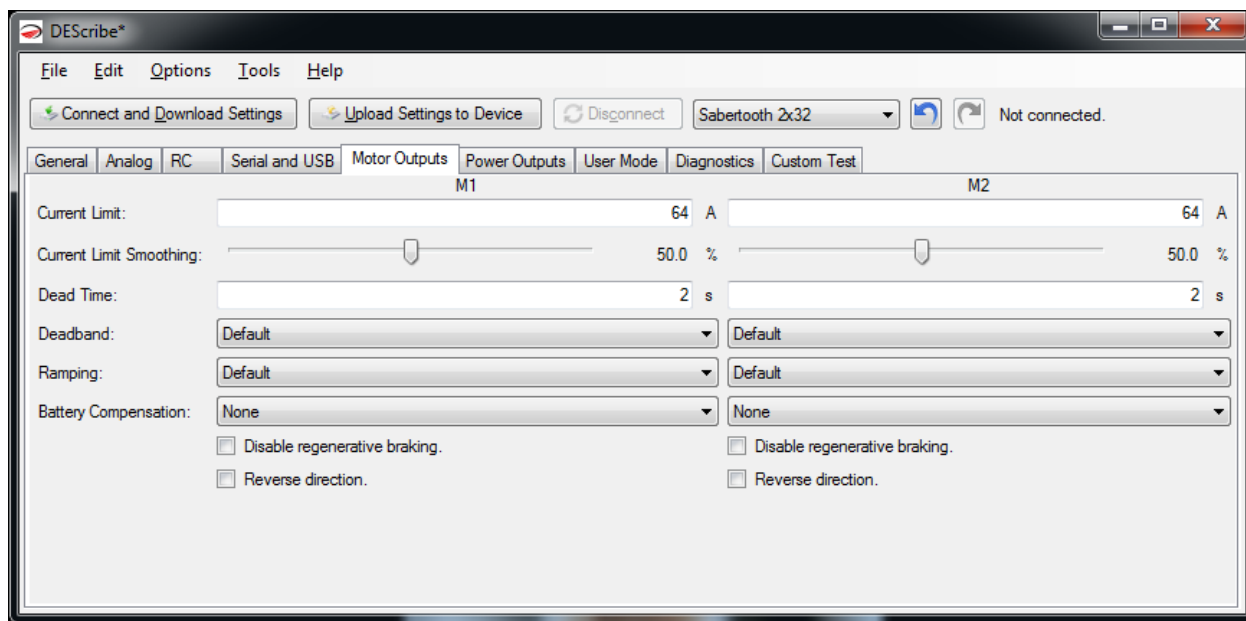 DEScribe*
File Edit Options Tools Help
Connect and Download Settings Upload Settings to Device Disconnect Sabertooth 2x32 Not connected.
General Analog RC Serial and USB Motor Outputs Power Outputs User Mode Diagnostics Custom Test
M1 M2
Current Limit: 64 A 64 A
Current Limit Smoothing: 50.0 % 50.0 %
Dead Time: 2 s 2 s
Deadband: Default Default
Ramping: Default Default
Battery Compensation: None None
Disable regenerative braking. Disable regenerative braking.
Reverse direction. Reverse direction.